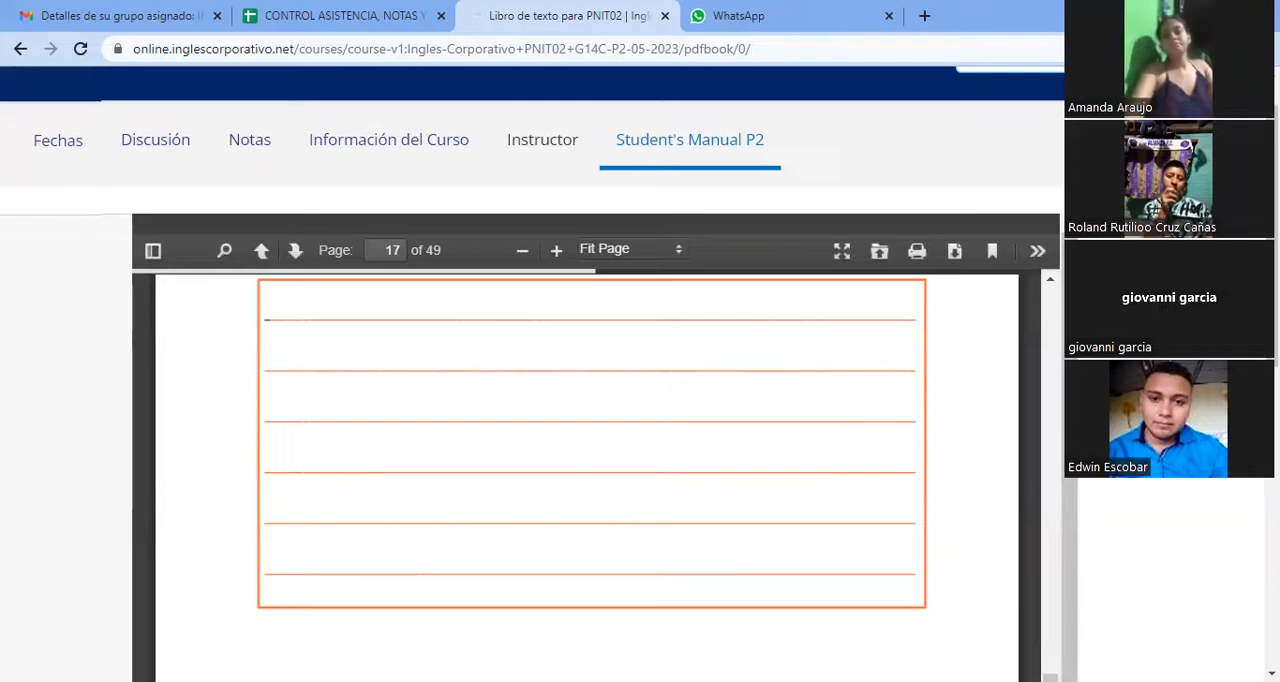 Detalles de su grupo asignado: II
CONTROL ASISTENCIA, NOTAS Y
Libro de texto para PNIT02 | Ingl
WhatsApp
online.inglescorporativo.net/courses/course-v1:Ingles-Corporativo+PNIT02+G14C-P2-05-2023/pdfbook/0/
Fechas
Discusión
Notas
Información del Curso
Instructor
Student's Manual P2
Page: 17 of 49
Fit Page
Amanda Araujo
Roland Rutilioo Cruz Cañas
giovanni garcia
giovanni garcia
Edwin Escobar